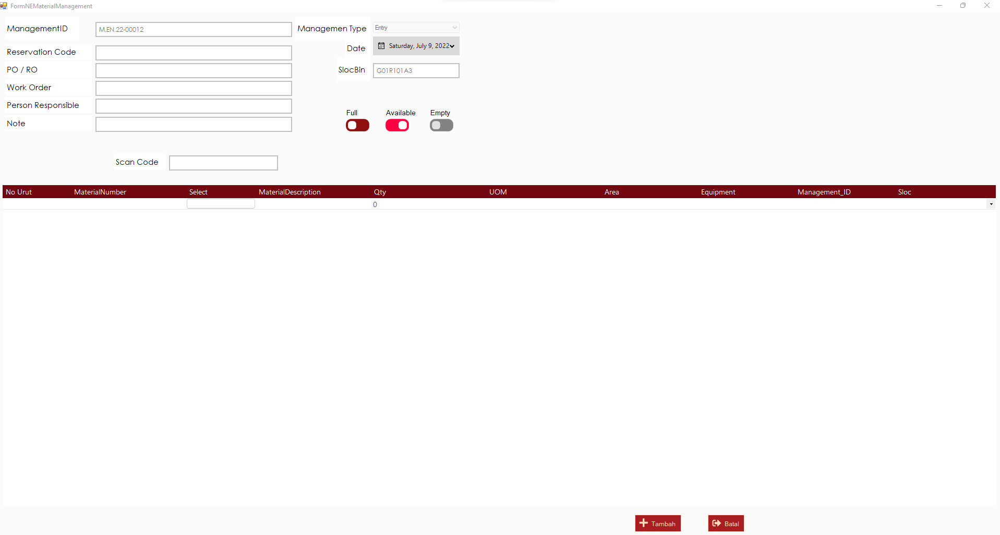 FormNEMaterialManagement
ManagementID M.EN.22-00012 Managemen Type Entry
Reservation Code Date Saturday, July 9, 2022
PO / RO SlocBin G01R101A3
Work Order
Person Responsible
Note Full Available Empty
Scan Code
No Urut MaterialNumber Select MaterialDescription Qty UOM Area Equipment Management_ID Sloc
0
Tambah Batal